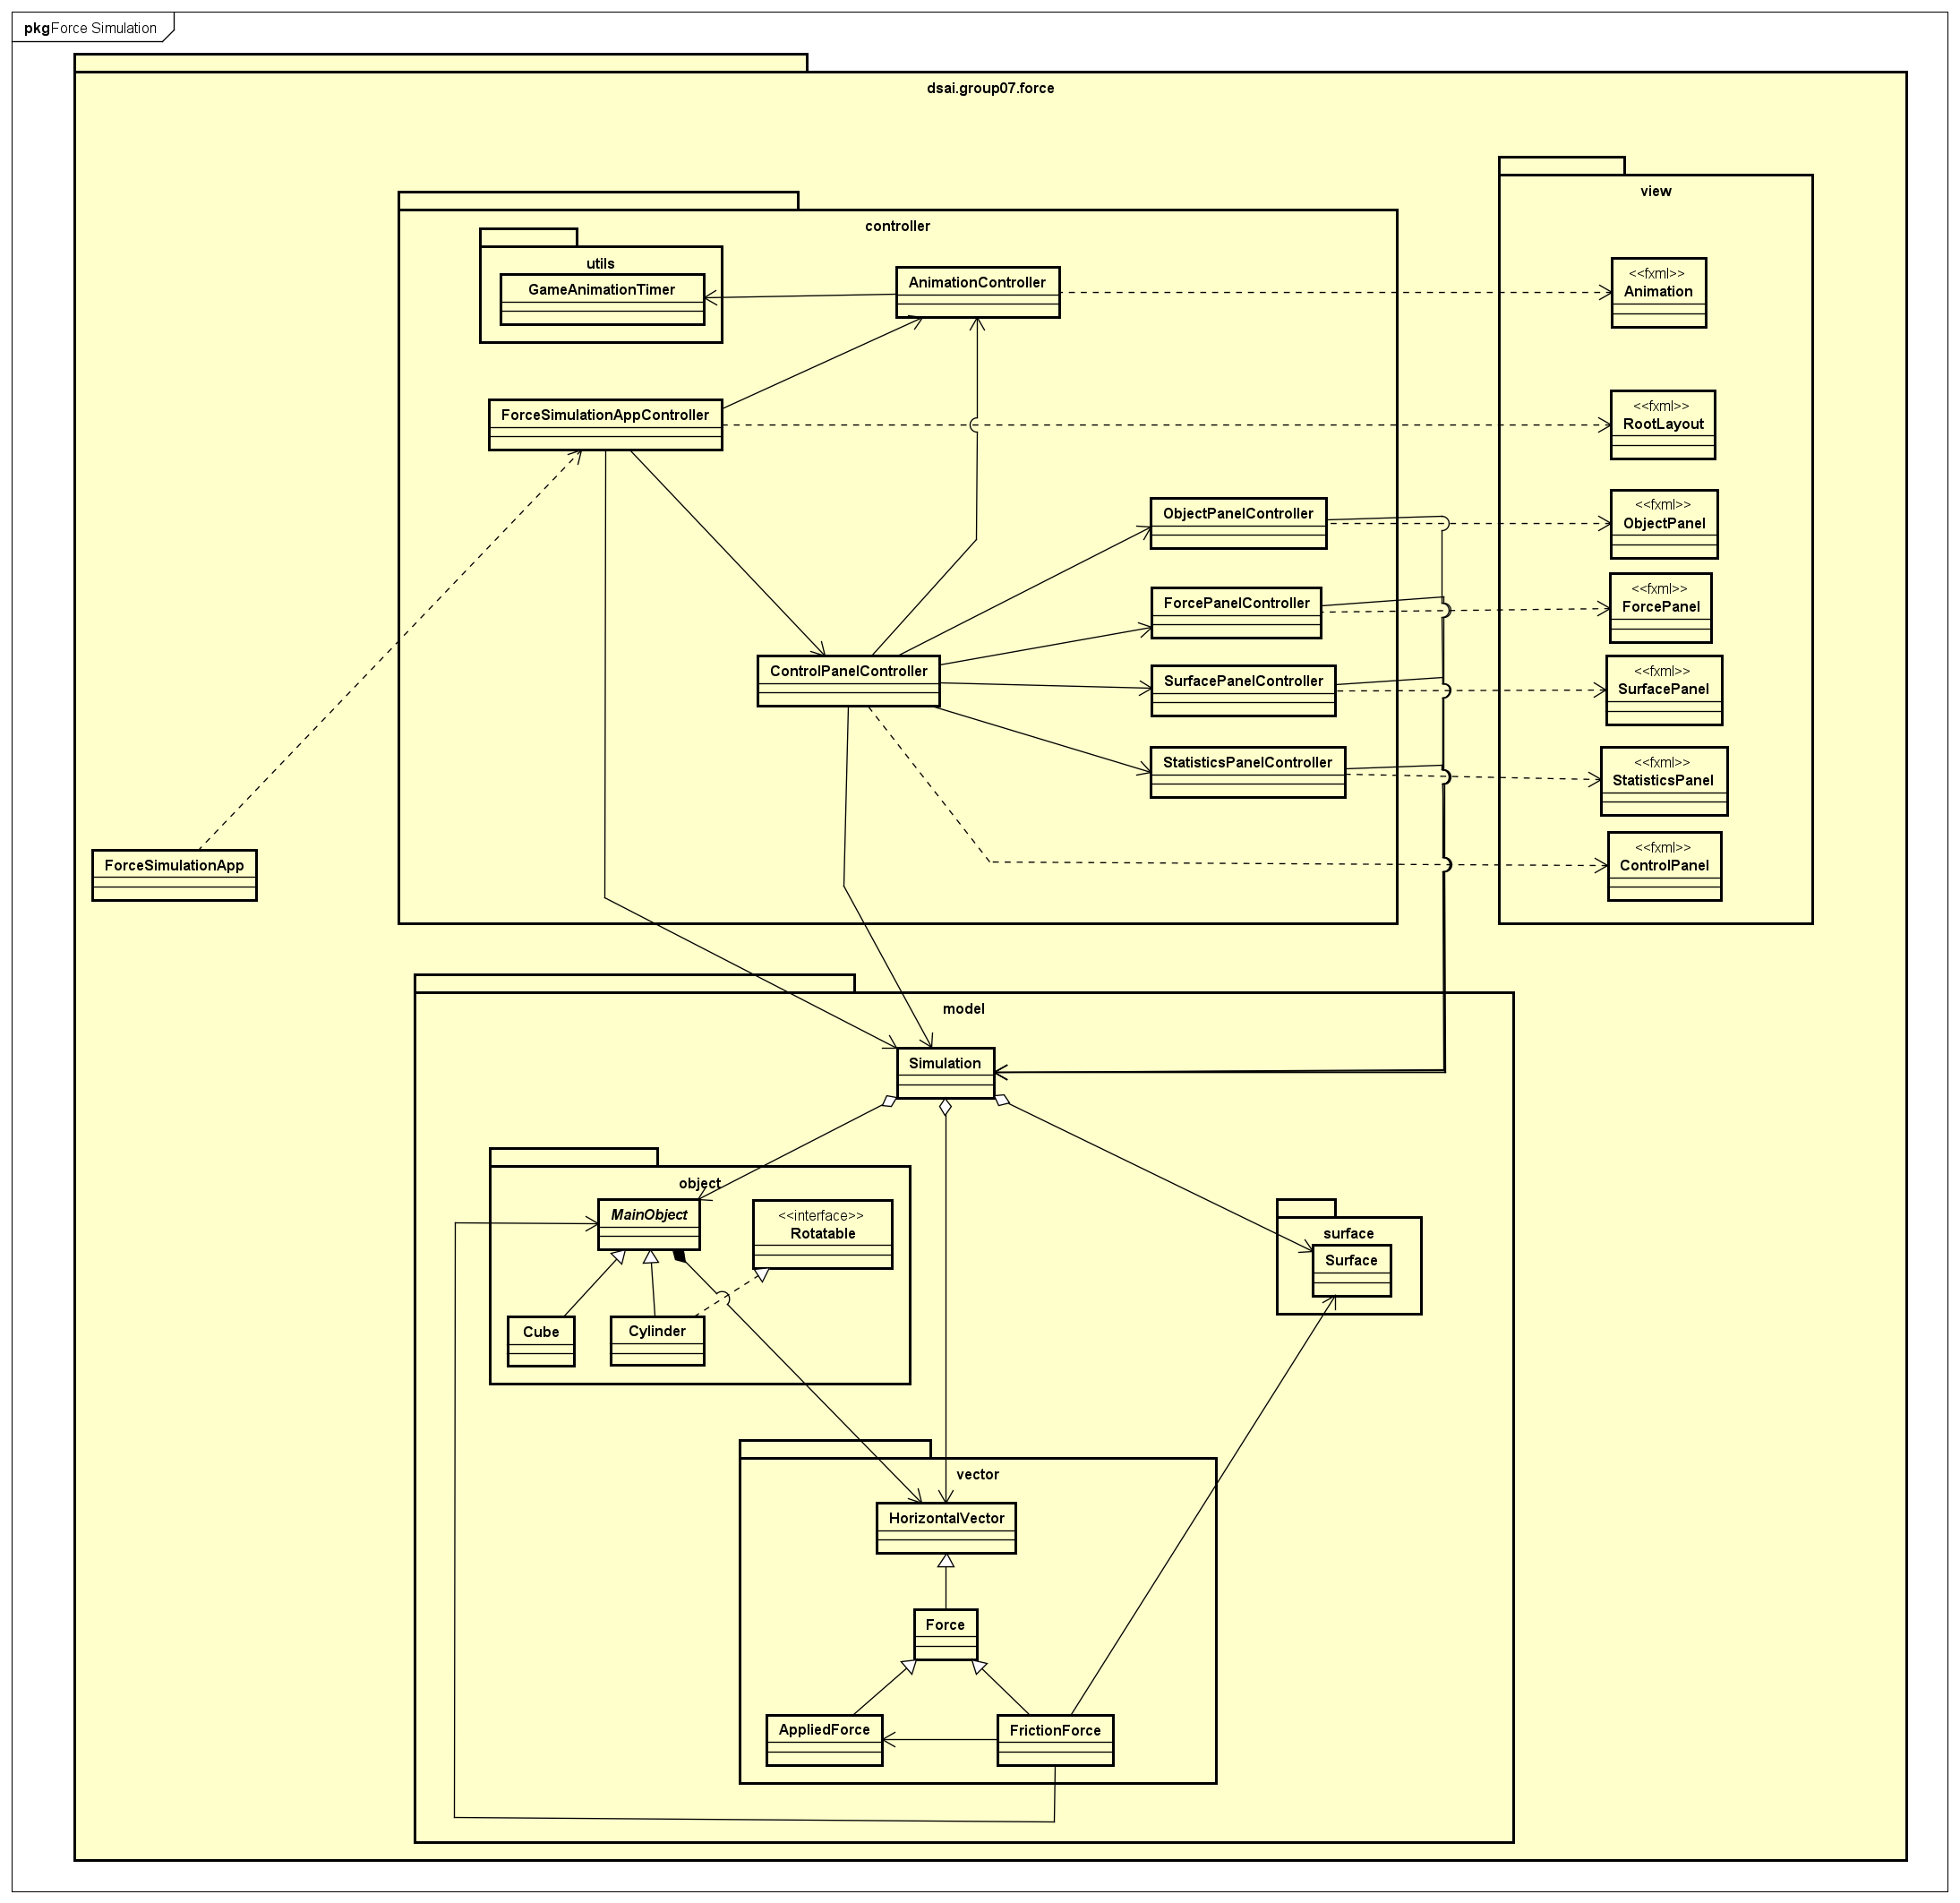 pkg Force Simulation
dsai.group07.force
view
controller
utils
GameAnimationTimer
AnimationController
<<fxml>>
Animation
ForceSimulationAppController
<<fxml>>
RootLayout
ObjectPanelController
<<fxml>>
ObjectPanel
ForcePanelController
<<fxml>>
ForcePanel
ControlPanelController
SurfacePanelController
<<fxml>>
SurfacePanel
StatisticsPanelController
<<fxml>>
StatisticsPanel
ForceSimulationApp
<<fxml>>
ControlPanel
model
Simulation
object
MainObject
<<interface>>
Rotatable
surface
Surface
Cube
Cylinder
vector
HorizontalVector
Force
AppliedForce
FrictionForce